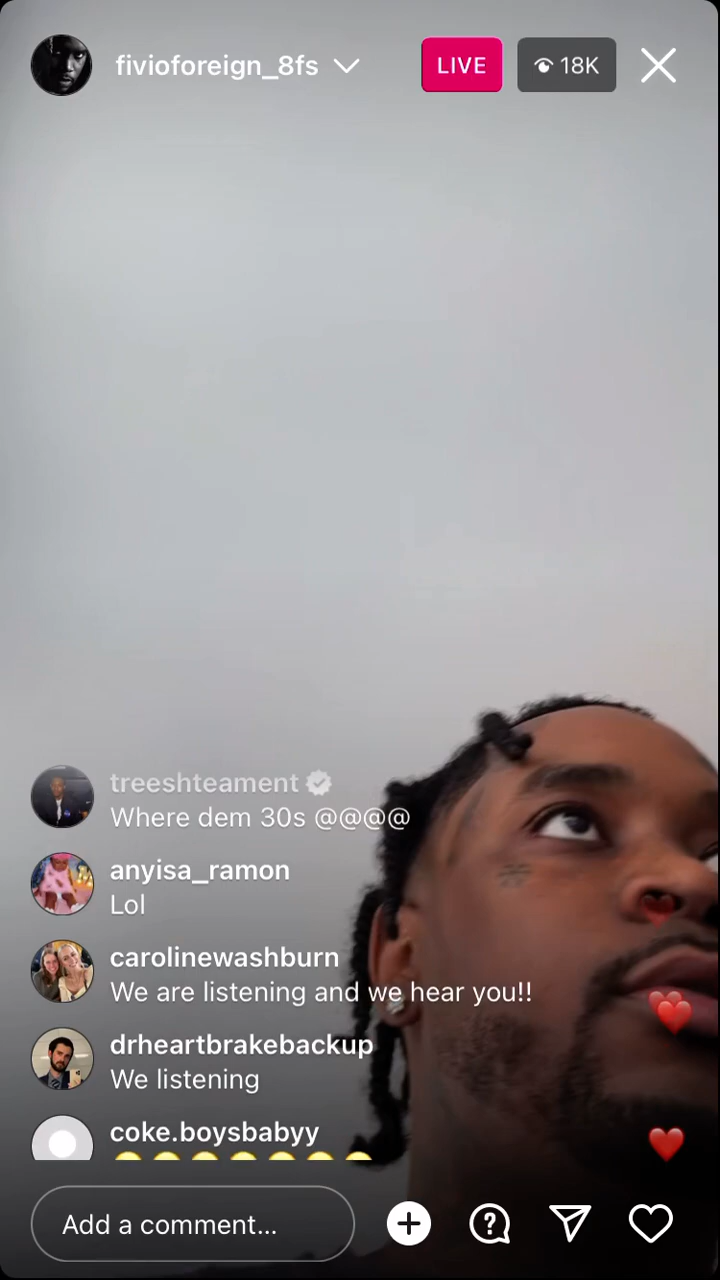 fivioforeign_8fs
LIVE
18K
treeshteament
Where dem 30s @@@@
anyisa_ramon
Lol
carolinewashburn
We are listening and we hear you!!
drheartbrakebackup
We listening
coke.boysbabyy
Add a comment...